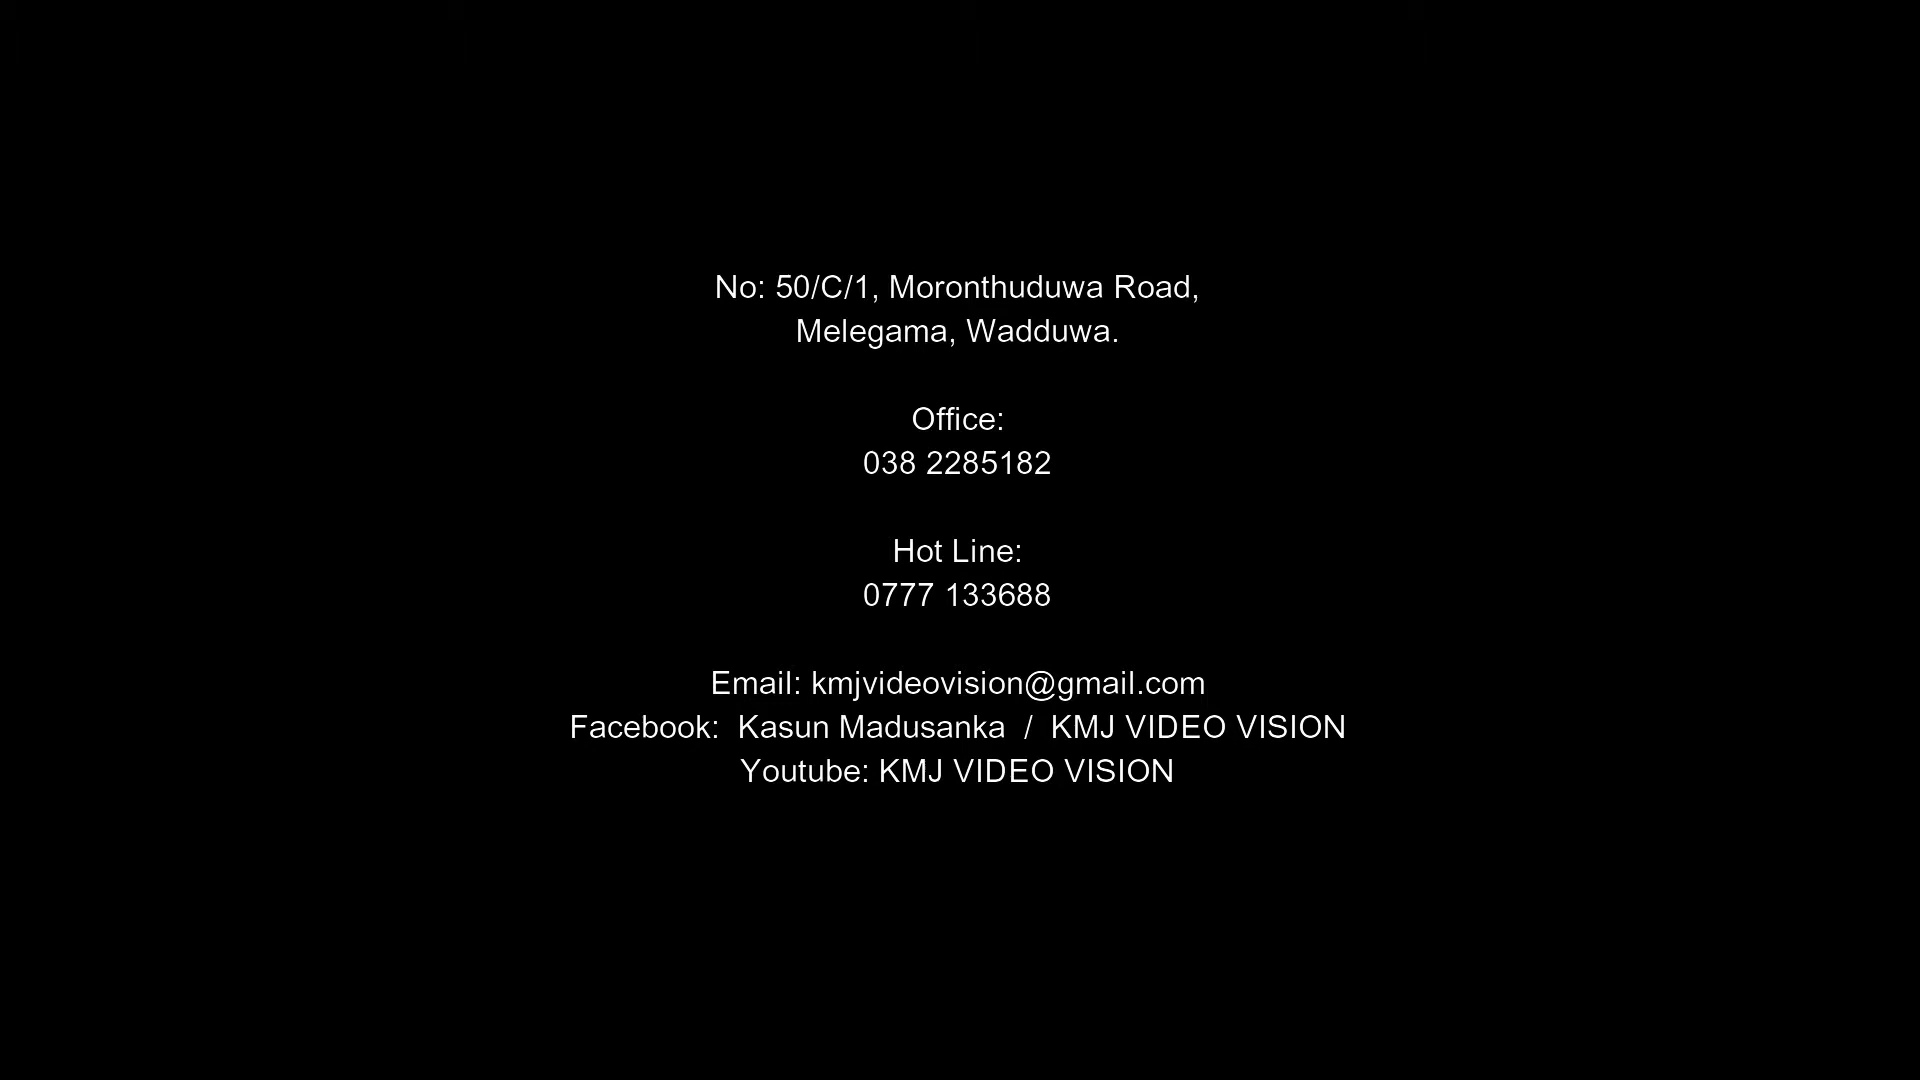 No: 50/C/1, Moronthuduwa Road,
Melegama, Wadduwa.
Office:
038 2285182
Hot Line:
0777 133688
Email: kmjvideovision@gmail.com
Facebook:  Kasun Madusanka  /  KMJ VIDEO VISION
Youtube: KMJ VIDEO VISION